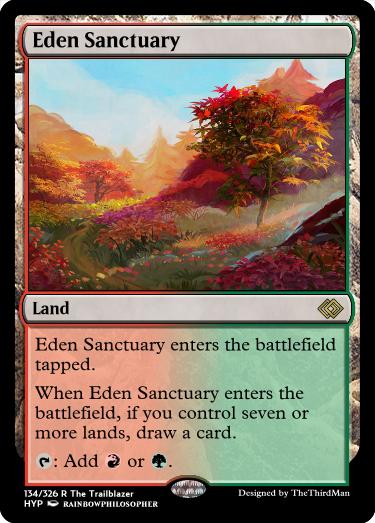 Eden Sanctuary
Land
Eden Sanctuary enters the battlefield
tapped.
When Eden Sanctuary enters the
battlefield, if you control seven or
more lands, draw a card.
: Add or .
134/326 R The Trailblazer
Designed by TheThirdMan
HYP RAINBOWPHILOSOPHER